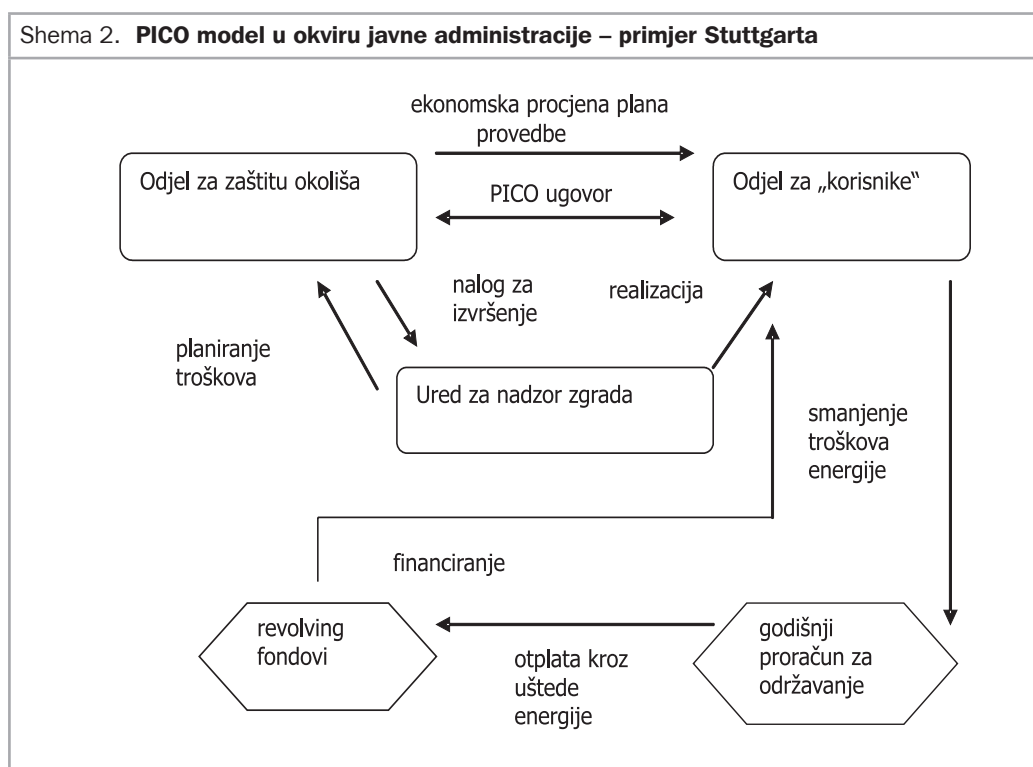 Shema 2. PICO model u okviru javne administracije – primjer Stuttgarta
ekonomska procjena plana
provedbe
Odjel za zaštitu okoliša
Odjel za „korisnike“
PICO ugovor
nalog za
izvršenje
realizacija
planiranje
troškova
Ured za nadzor zgrada
smanjenje
troškova
energije
financiranje
revolving
fondovi
godišnji
proračun za
održavanje
otplata kroz
uštede
energije